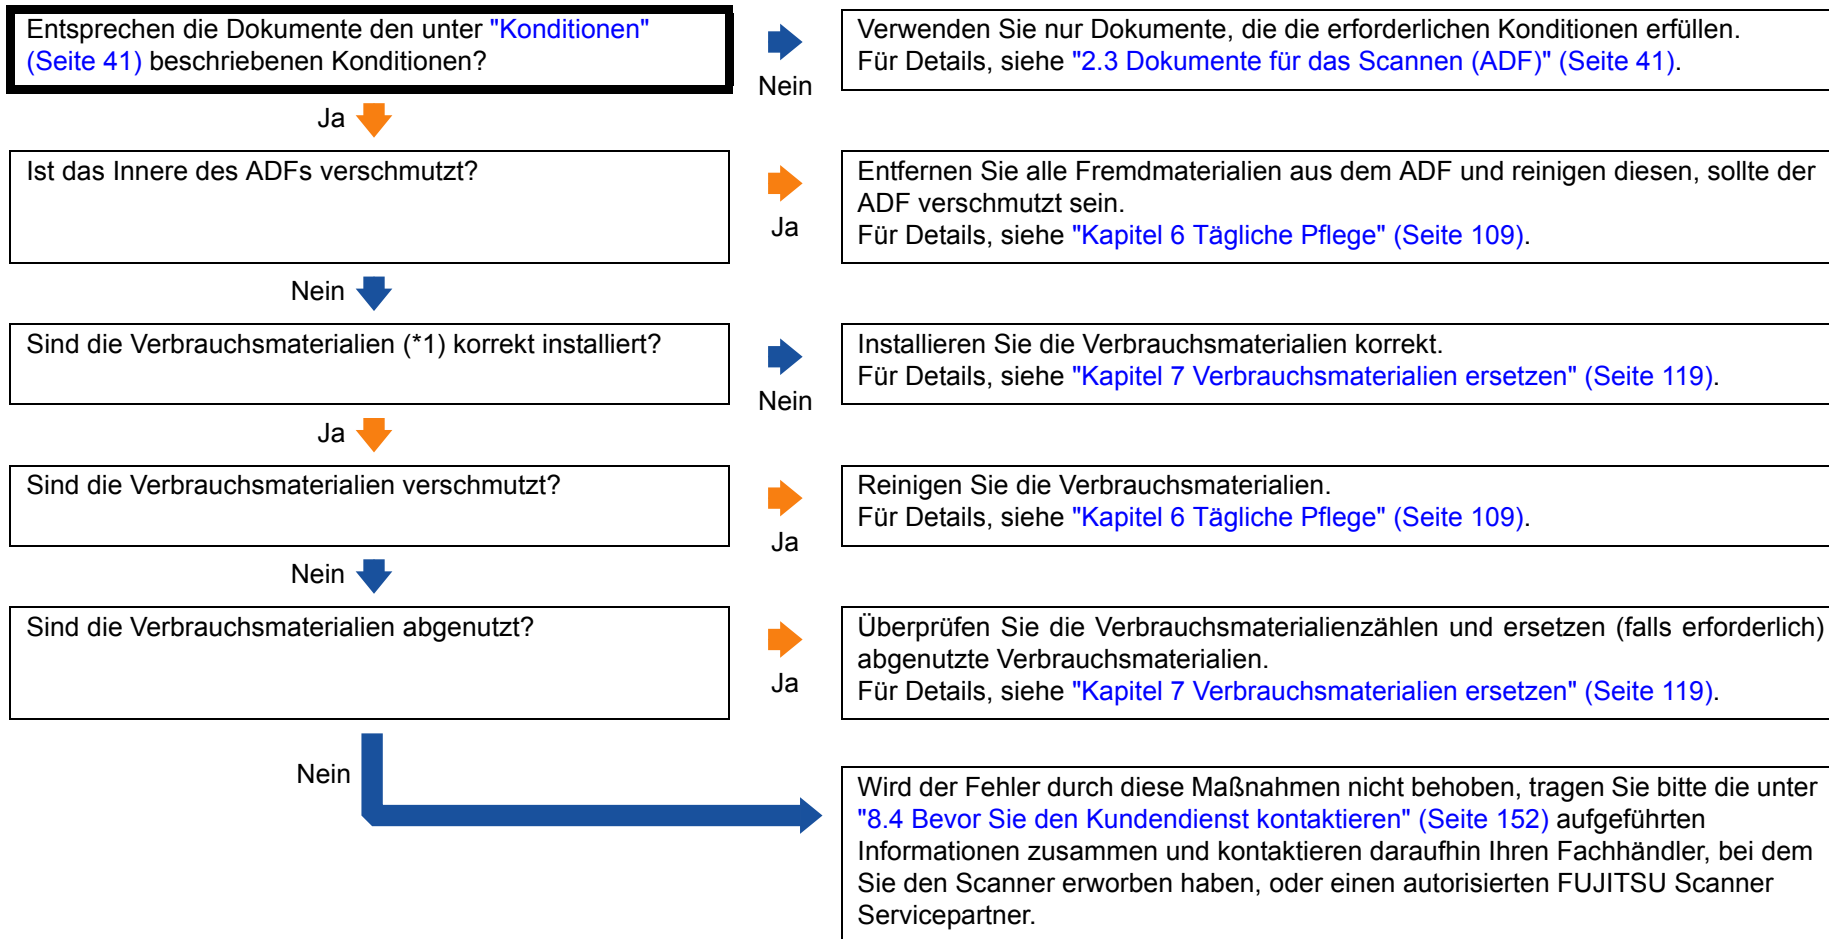 Entsprechen die Dokumente den unter "Konditionen"
(Seite 41) beschriebenen Konditionen?
Nein
Verwenden Sie nur Dokumente, die die erforderlichen Konditionen erfüllen.
Für Details, siehe "2.3 Dokumente für das Scannen (ADF)" (Seite 41).
Ja
Ist das Innere des ADFs verschmutzt?
Ja
Entfernen Sie alle Fremdmaterialien aus dem ADF und reinigen diesen, sollte der
ADF verschmutzt sein.
Für Details, siehe "Kapitel 6 Tägliche Pflege" (Seite 109).
Nein
Sind die Verbrauchsmaterialien (*1) korrekt installiert?
Nein
Installieren Sie die Verbrauchsmaterialien korrekt.
Für Details, siehe "Kapitel 7 Verbrauchsmaterialien ersetzen" (Seite 119).
Ja
Sind die Verbrauchsmaterialien verschmutzt?
Ja
Reinigen Sie die Verbrauchsmaterialien.
Für Details, siehe "Kapitel 6 Tägliche Pflege" (Seite 109).
Nein
Sind die Verbrauchsmaterialien abgenutzt?
Ja
Überprüfen Sie die Verbrauchsmaterialienzählen und ersetzen (falls erforderlich)
abgenutzte Verbrauchsmaterialien.
Für Details, siehe "Kapitel 7 Verbrauchsmaterialien ersetzen" (Seite 119).
Nein
Wird der Fehler durch diese Maßnahmen nicht behoben, tragen Sie bitte die unter
"8.4 Bevor Sie den Kundendienst kontaktieren" (Seite 152) aufgeführten
Informationen zusammen und kontaktieren daraufhin Ihren Fachhändler, bei dem
Sie den Scanner erworben haben, oder einen autorisierten FUJITSU Scanner
Servicepartner.